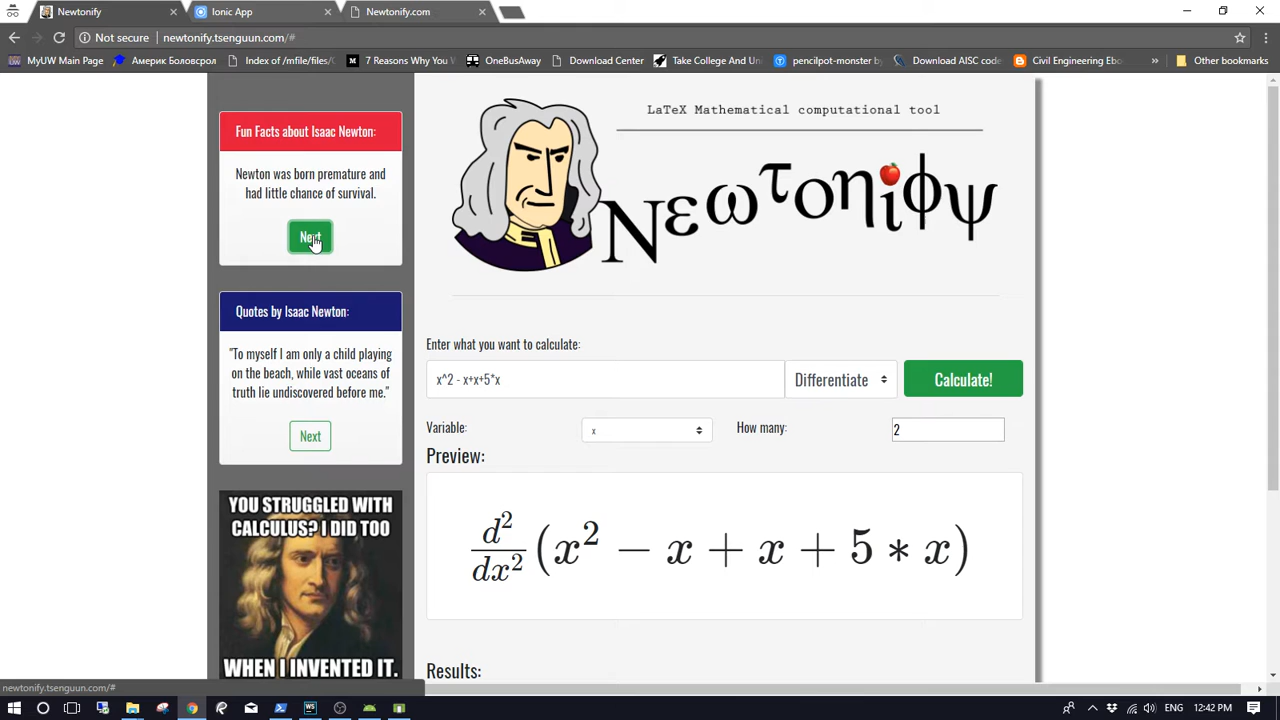 Newtonify
Ionic App
Newtonify.com
Not secure | newtonify.tsenguun.com/#
MyUW Main Page
Америк Боловсрол
Index of /mfile/files/
7 Reasons Why You
OneBusAway
Download Center
Take College And Un
pencilpot-monster by
Download AISC code
Civil Engineering Ebo
»
Other bookmarks
Fun Facts about Isaac Newton:
Newton was born premature and
had little chance of survival.
Next
Quotes by Isaac Newton:
"To myself I am only a child playing
on the beach, while vast oceans of
truth lie undiscovered before me."
Next
YOU STRUGGLED WITH
CALCULUS? I DID TOO
WHEN I INVENTED IT.
LaTeX Mathematical computational tool
Nεωτοηiφψ
Enter what you want to calculate:
x^2 - x+x+5*x
Differentiate
Calculate!
Variable:
x
How many:
2
Preview:
d²/dx² (x² − x + x + 5 ∗ x)
Results:
newtonify.tsenguun.com/#
12:42 PM